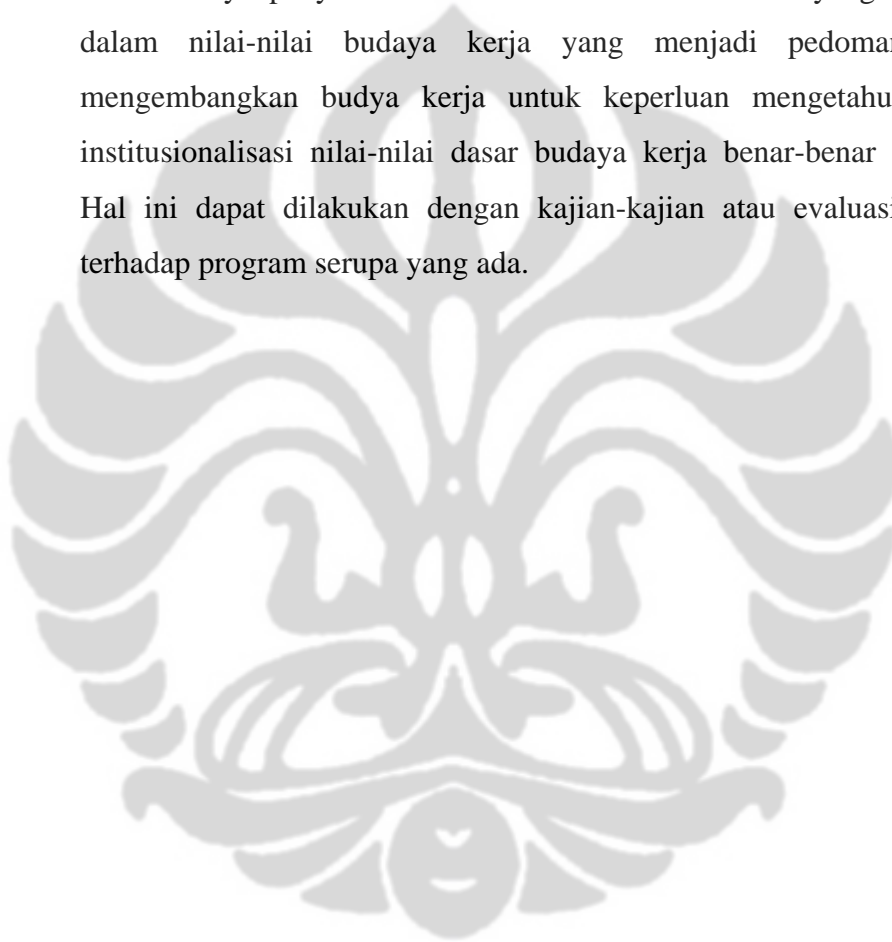 dalam nilai-nilai budaya kerja yang menjadi pedoman
mengembangkan budya kerja untuk keperluan
institusionalisasi nilai-nilai dasar budaya kerja benar-benar
Hal ini dapat dilakukan dengan kajian-kajian atau evaluasi
terhadap program serupa yang ada.